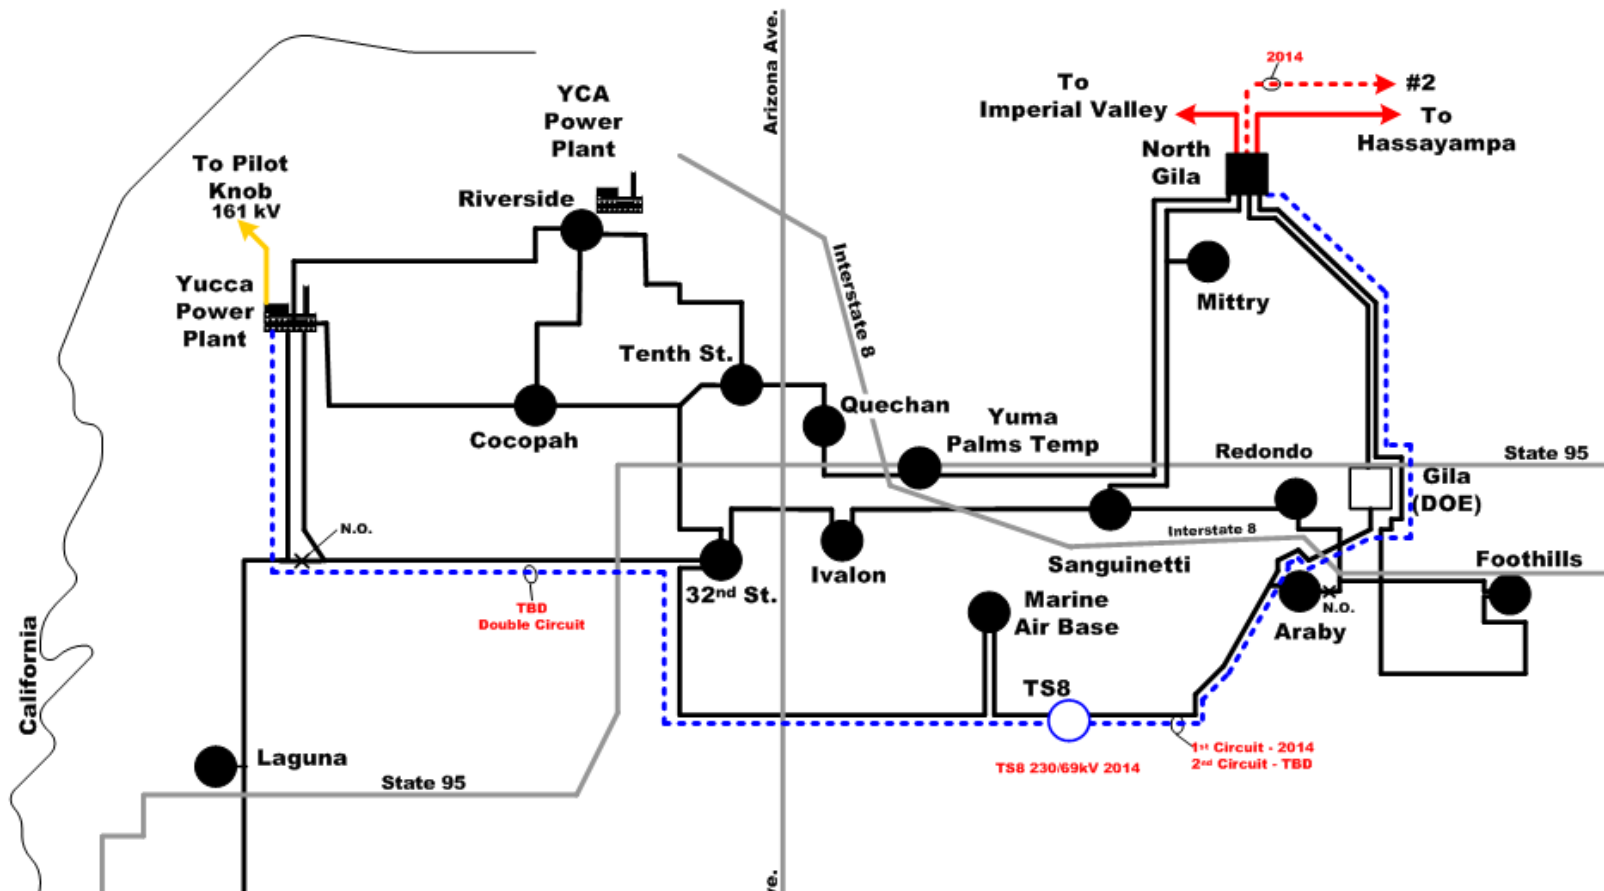 Arizona Ave.
2014
To
Imperial Valley
#2
To
Hassayampa
YCA
Power
Plant
North
Gila
To Pilot
Knob
161 kV
Riverside
Interstate 8
Yucca
Power
Plant
Mittry
Tenth St.
Quechan
Yuma
Palms Temp
Cocopah
Redondo
State 95
Gila
(DOE)
N.O.
Interstate 8
Ivalon
Sanguinetti
Foothills
32nd St.
TBD
Double Circuit
Marine
Air Base
N.O.
Araby
California
TS8
Laguna
1st Circuit - 2014
2nd Circuit - TBD
TS8 230/69kV 2014
State 95
ve.